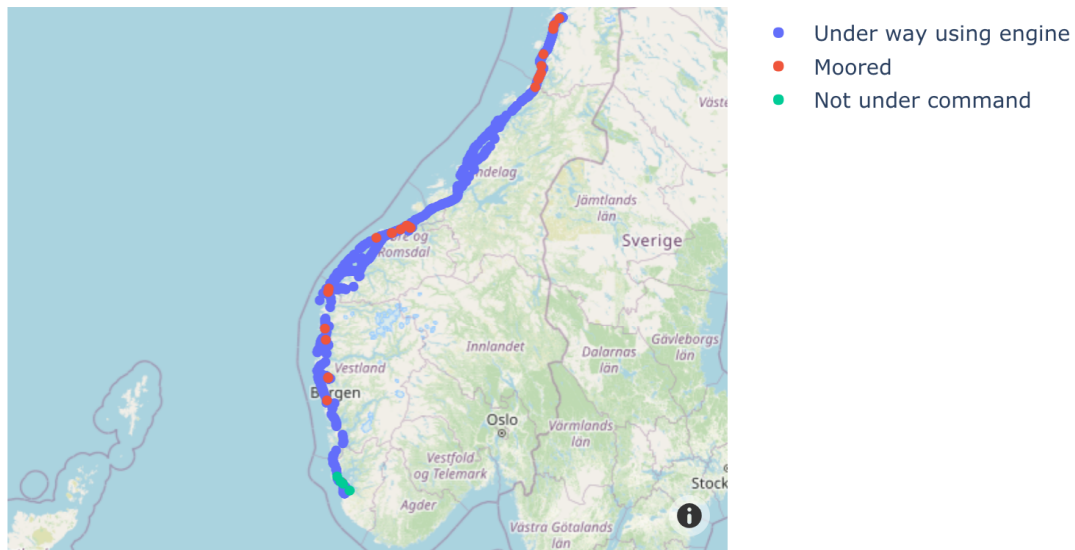 Under way using engine
Moored
Not under command
Väste
ndelag
Jämtlands
län
Sverige
øre og
Romsdal
Innlandet
Dalarnas
län
Gävleborgs
län
Vestland
Bergen
Oslo
Värmlands
län
Vestfold
og Telemark
Stock
Agder
Västra Götalands
län